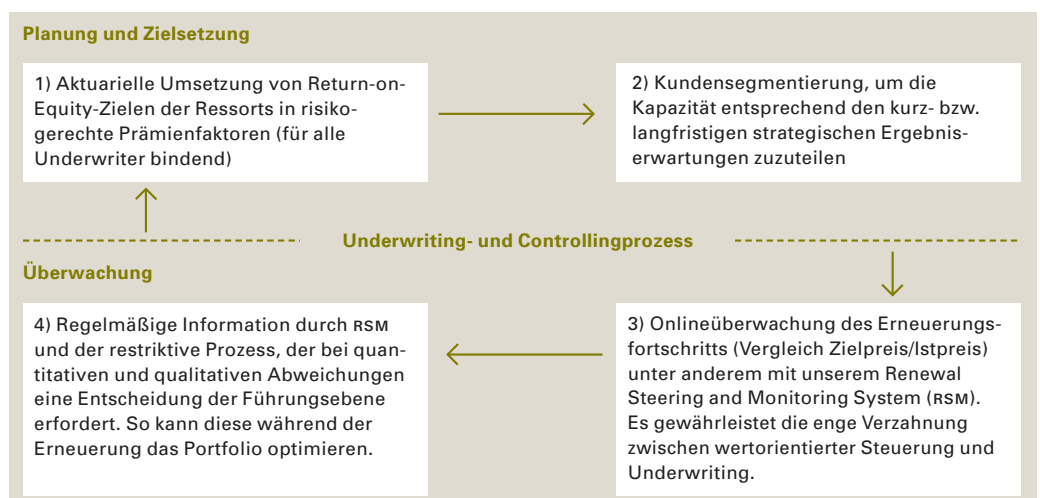 Planung und Zielsetzung
1) Aktuarielle Umsetzung von Return-on-
Equity-Zielen der Ressorts in risiko-
gerechte Prämienfaktoren (für alle
Underwriter bindend)
2) Kundensegmentierung, um die
Kapazität entsprechend den kurz- bzw.
langfristigen strategischen Ergebnis-
erwartungen zuzuteilen
Underwriting- und Controllingprozess
Überwachung
3) Onlineüberwachung des Erneuerungs-
fortschritts (Vergleich Zielpreis/Istpreis)
unter anderem mit unserem Renewal
Steering and Monitoring System (RSM).
Es gewährleistet die enge Verzahnung
zwischen wertorientierter Steuerung und
Underwriting.
4) Regelmäßige Information durch RSM
und der restriktive Prozess, der bei quan-
titativen und qualitativen Abweichungen
eine Entscheidung der Führungsebene
erfordert. So kann diese während der
Erneuerung das Portfolio optimieren.